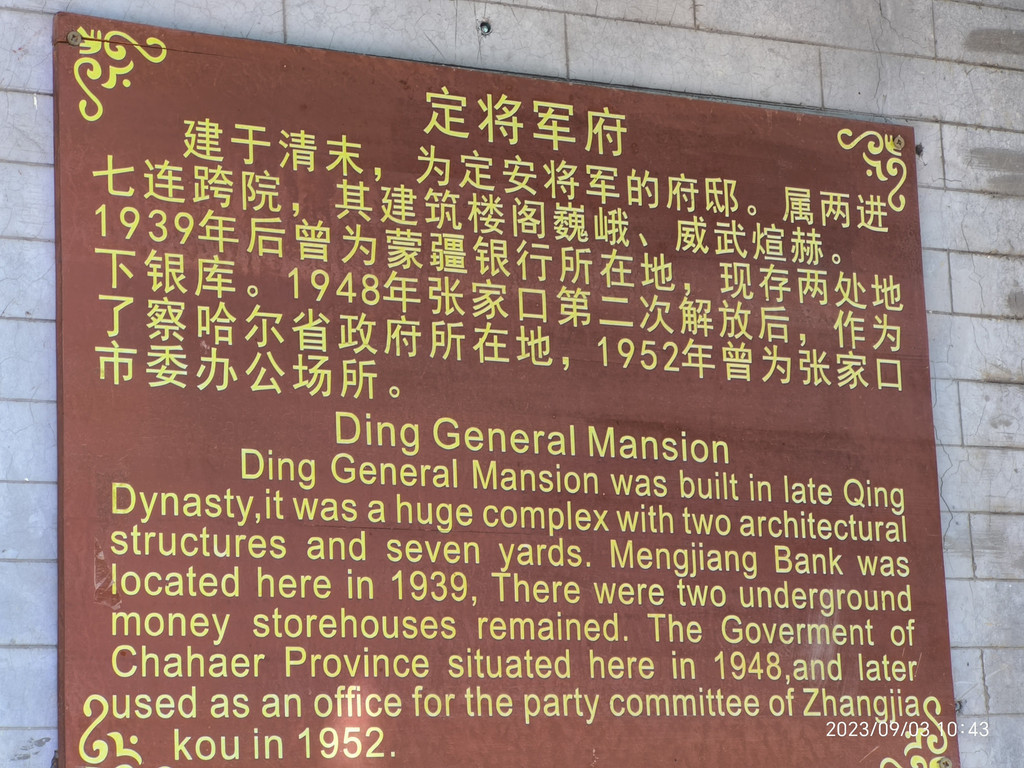 定将军府
建于清末，为定安将军的府邸。属两进
七连跨院，其建筑楼阁巍峨、威武煊赫。
1939年后曾为蒙疆银行所在地，现存两处地
下银库。1948年张家口第二次解放后，作为
了察哈尔省政府所在地，1952年曾为张家口
市委办公场所。
Ding General Mansion
Ding General Mansion was built in late Qing
Dynasty,it was a huge complex with two architectural
structures and seven yards. Mengjiang Bank was
located here in 1939, There were two underground
money storehouses remained. The Goverment of
Chahaer Province situated here in 1948,and later
used as an office for the party committee of Zhangjia
kou in 1952.
2023/09/03 10:43